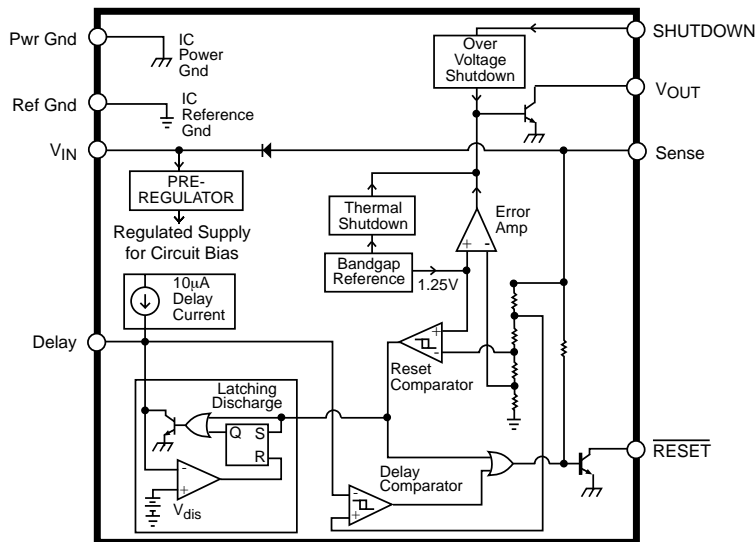 Pwr Gnd
IC
Power
Gnd
Over
Voltage
Shutdown
SHUTDOWN
Ref Gnd
IC
Reference
Gnd
VOUT
VIN
Sense
PRE-
REGULATOR
Regulated Supply
for Circuit Bias
Thermal
Shutdown
Error
Amp
+ -
Bandgap
Reference
1.25V
10μA
Delay
Current
Delay
+
-
Reset
Comparator
Latching
Discharge
Q S
R
-
+
Vdis
Delay
Comparator
-
+
RESET